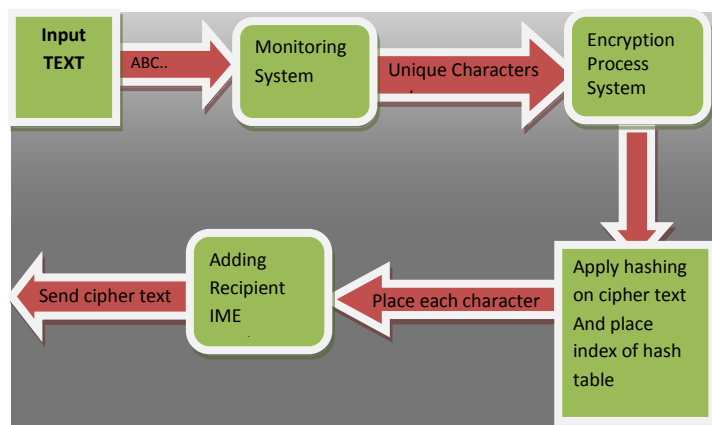 Input
TEXT
ABC..
Monitoring
System
Unique Characters
.
Encryption
Process
System
Apply hashing
on cipher text
And place
index of hash
table
Place each character
Adding
Recipient
IME
.
Send cipher text